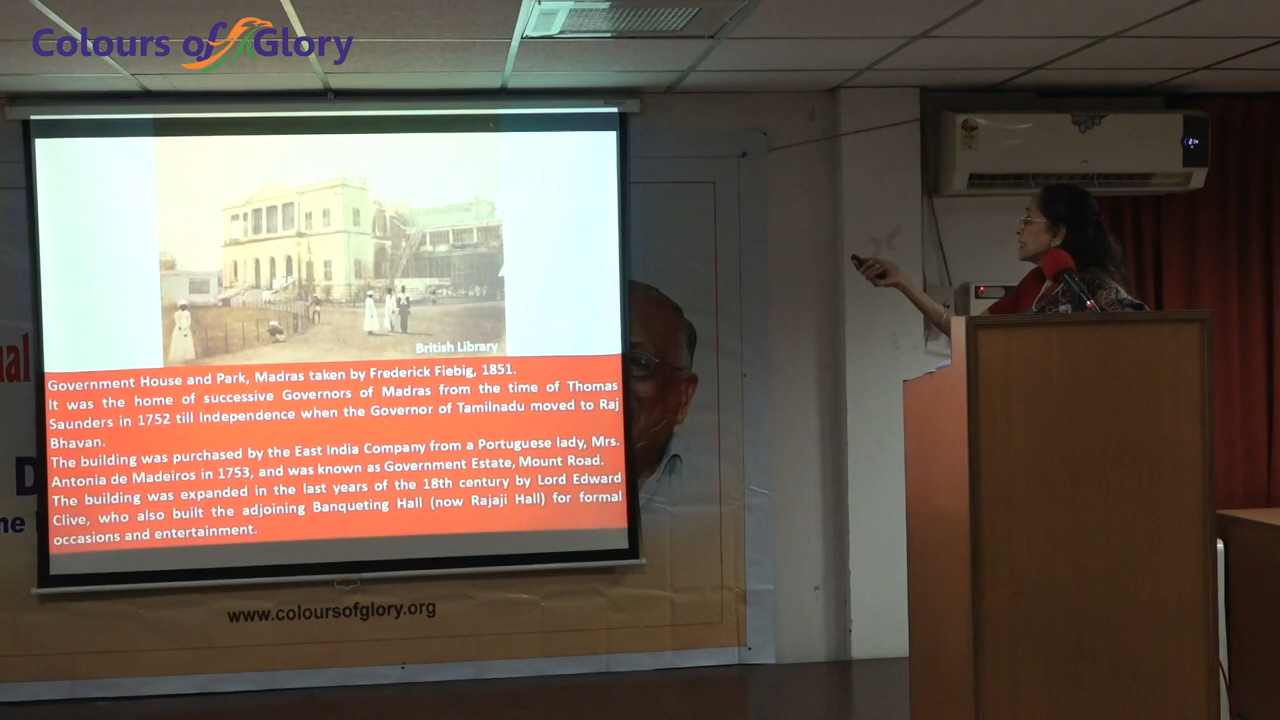 Colours of Glory
British Library
Government House and Park, Madras taken by Frederick Fiebig, 1851.
It was the home of successive Governors of Madras from the time of Thomas
Saunders in 1752 till Independence when the Governor of Tamilnadu moved to Raj
Bhavan.
The building was purchased by the East India Company from a Portuguese lady, Mrs.
Antonia de Madeiros in 1753, and was known as Government Estate, Mount Road.
The building was expanded in the last years of the 18th century by Lord Edward
Clive, who also built the adjoining Banqueting Hall (now Rajaji Hall) for formal
occasions and entertainment.
www.coloursofglory.org